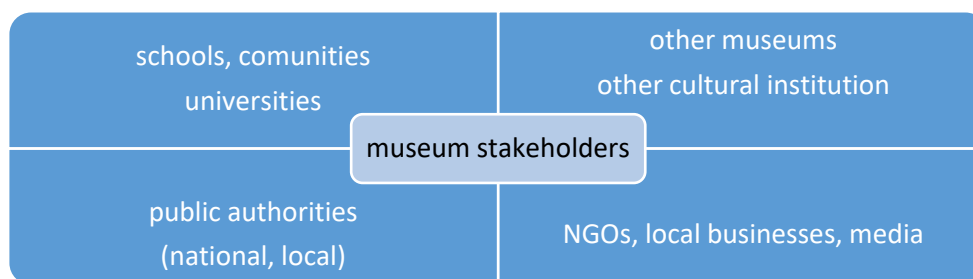 schools, comunities
universities
other museums
other cultural institution
museum stakeholders
public authorities
(national, local)
NGOs, local businesses, media